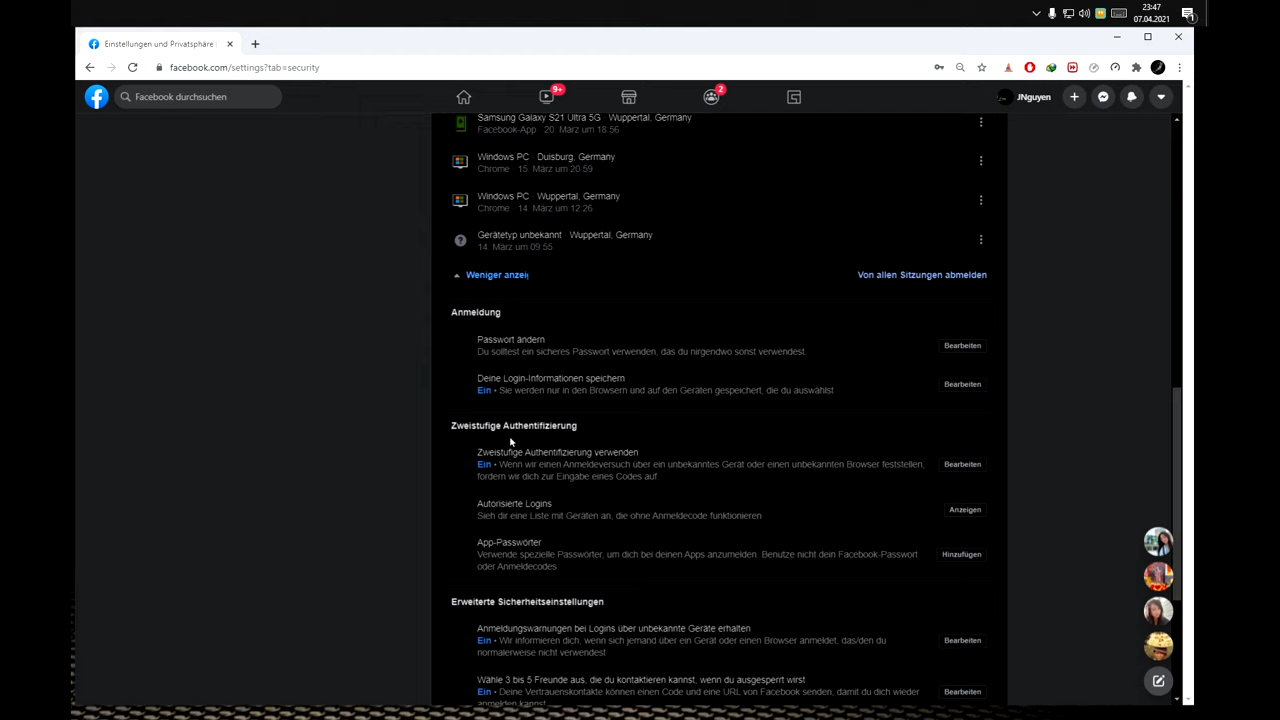 23:47
07.04.2021
1
Einstellungen und Privatsphäre
facebook.com/settings?tab=security
Facebook durchsuchen
9+
2
JNguyen
Samsung Galaxy S21 Ultra 5G · Wuppertal, Germany
Facebook-App · 20. März um 18:56
Windows PC · Duisburg, Germany
Chrome · 15. März um 20:59
Windows PC · Wuppertal, Germany
Chrome · 14. März um 12:26
Gerätetyp unbekannt · Wuppertal, Germany
14. März um 09:55
Weniger anzeig
Von allen Sitzungen abmelden
Anmeldung
Passwort ändern
Du solltest ein sicheres Passwort verwenden, das du nirgendwo sonst verwendest.
Bearbeiten
Deine Login-Informationen speichern
Ein • Sie werden nur in den Browsern und auf den Geräten gespeichert, die du auswählst
Bearbeiten
Zweistufige Authentifizierung
Zweistufige Authentifizierung verwenden
Ein • Wenn wir einen Anmeldeversuch über ein unbekanntes Gerät oder einen unbekannten Browser feststellen,
fordern wir dich zur Eingabe eines Codes auf
Bearbeiten
Autorisierte Logins
Sieh dir eine Liste mit Geräten an, die ohne Anmeldecode funktionieren
Anzeigen
App-Passwörter
Verwende spezielle Passwörter, um dich bei deinen Apps anzumelden. Benutze nicht dein Facebook-Passwort
oder Anmeldecodes
Hinzufügen
Erweiterte Sicherheitseinstellungen
Anmeldungswarnungen bei Logins über unbekannte Geräte erhalten
Ein • Wir informieren dich, wenn sich jemand über ein Gerät oder einen Browser anmeldet, das/den du
normalerweise nicht verwendest
Bearbeiten
Wähle 3 bis 5 Freunde aus, die du kontaktieren kannst, wenn du ausgesperrt wirst
Ein • Deine Vertrauenskontakte können einen Code und eine URL von Facebook senden, damit du dich wieder
anmelden kannst
Bearbeiten